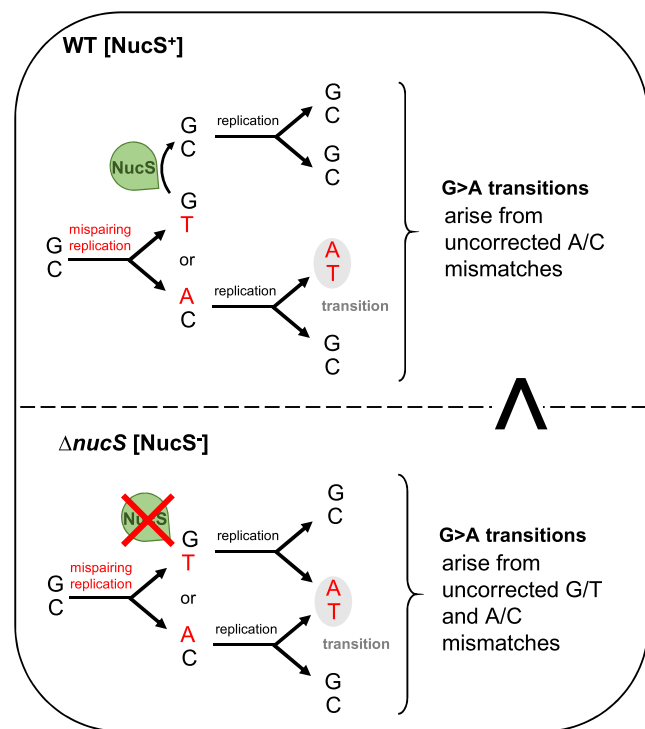 WT [NucS⁺]
G
C
mispairing
replication
NucS
G
C
G
T
or
A
C
replication
replication
G
C
G
C
A
T
transition
G
C
G>A transitions
arise from
uncorrected A/C
mismatches
>
ΔnucS [NucS⁻]
G
C
mispairing
replication
NucS
G
T
or
A
C
replication
replication
G
C
A
T
transition
G
C
G>A transitions
arise from
uncorrected G/T
and A/C
mismatches